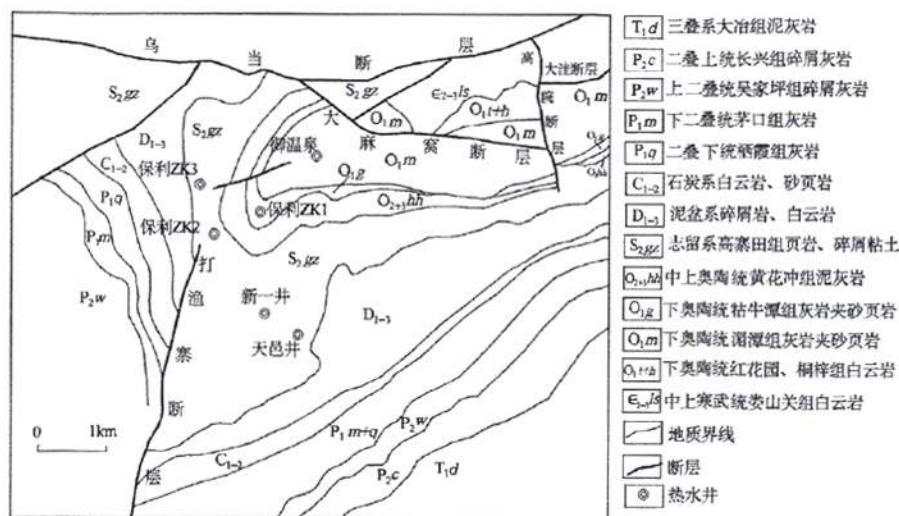 乌当断层
S₂gz
D₁₋₃
C₁₋₂
P₁q
P₁m
P₂w
保利ZK3
保利ZK2
S₂gz
御温泉
大麻窝断层
O₁m
O₁g
O₂₊₃hh
保利ZK1
S₂gz
O₁m
Є₂₋₃ls
O₁t+h
O₁m
大洼断层
O₁m
O₁g
打渔寨断层
S₂gz
新一井
天邑井
D₁₋₃
C₁₋₂
P₁m+q
P₂w
P₂c
T₁d
0 1km
T₁d 三叠系大冶组泥灰岩
P₂c 二叠上统长兴组碎屑灰岩
P₂w 上二叠统吴家坪组碎屑灰岩
P₁m 下二叠统茅口组灰岩
P₁q 二叠下统栖霞组灰岩
C₁₋₂ 石炭系白云岩、砂页岩
D₁₋₃ 泥盆系碎屑岩、白云岩
S₂gz 志留系高寨田组页岩、碎屑粘土
O₂₊₃hh 中上奥陶统黄花冲组泥灰岩
O₁g 下奥陶统牯牛潭组灰岩夹砂页岩
O₁m 下奥陶统湄潭组灰岩夹砂页岩
O₁t+h 下奥陶统红花园、桐梓组白云岩
Є₂₋₃ls 中上寒武统娄山关组白云岩
地质界线
断层
热水井